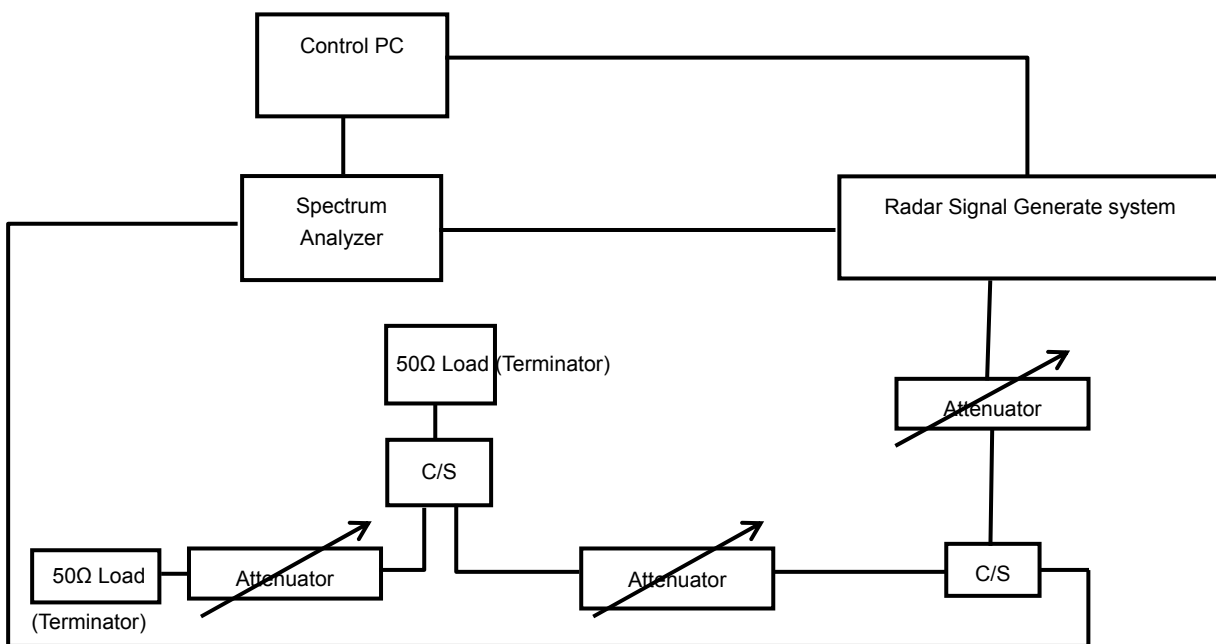 Control PC
Spectrum
Analyzer
Radar Signal Generate system
50Ω Load (Terminator)
Attenuator
C/S
50Ω Load
(Terminator)
Attenuator
Attenuator
C/S